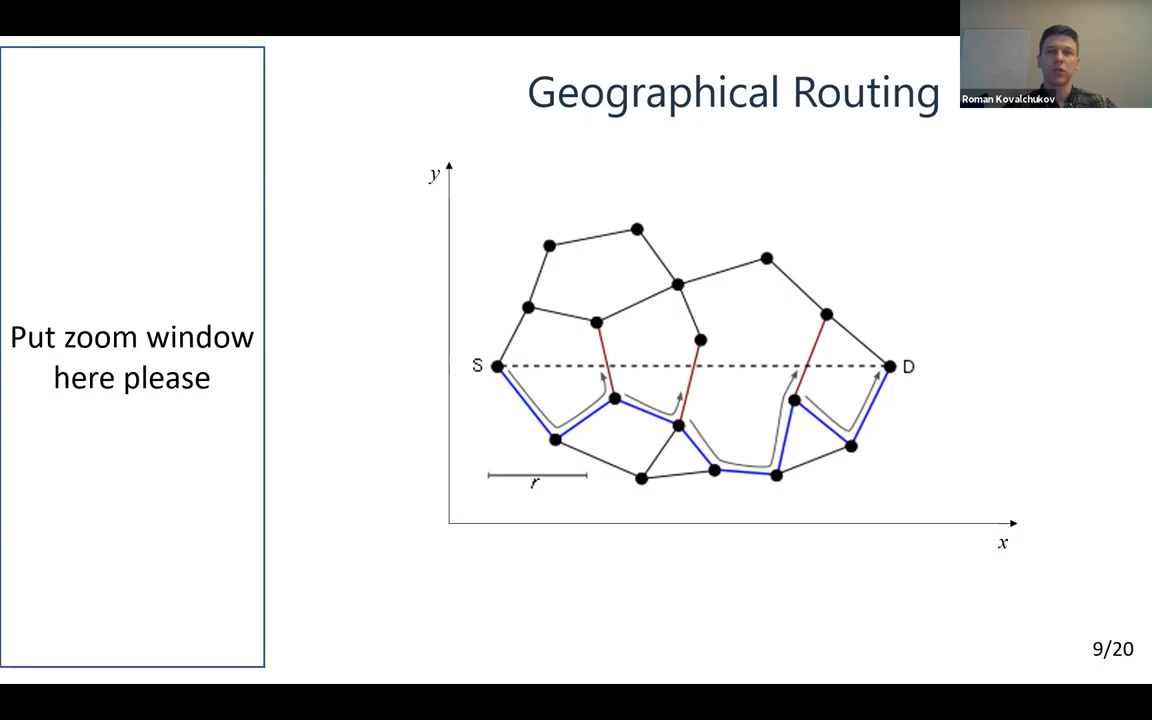 Geographical Routing
Roman Kovalchukov
Put zoom window
here please
y
S
D
r
x
9/20